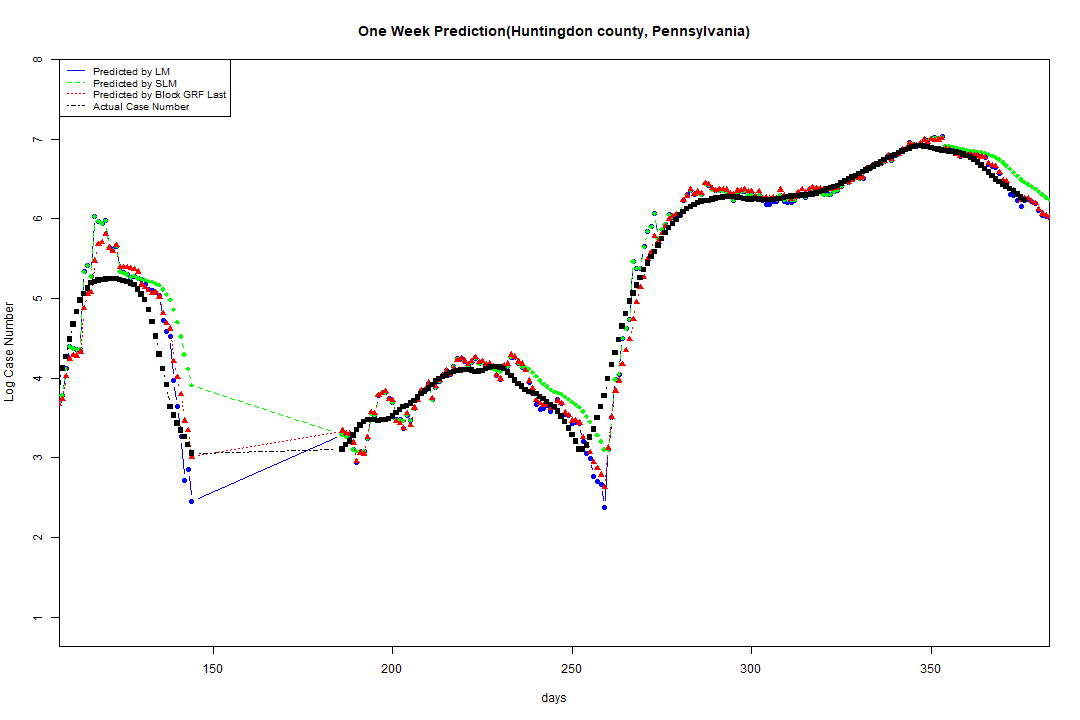 One Week Prediction(Huntingdon county, Pennsylvania)
Predicted by LM
Predicted by SLM
Predicted by Block GRF Last
Actual Case Number
Log Case Number
8
7
6
5
4
3
2
1
150 200 250 300 350
days